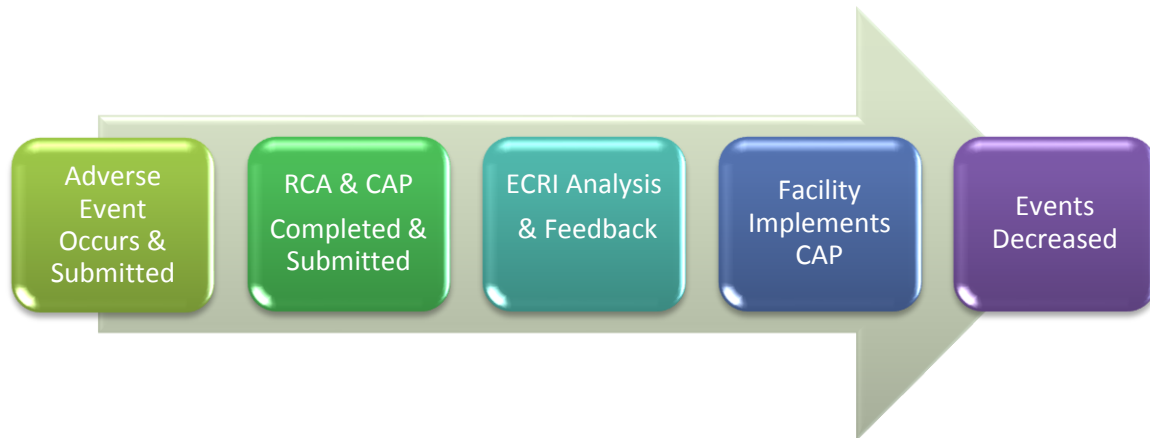 Adverse
Event
Occurs &
Submitted
RCA & CAP
Completed &
Submitted
ECRI Analysis
& Feedback
Facility
Implements
CAP
Events
Decreased